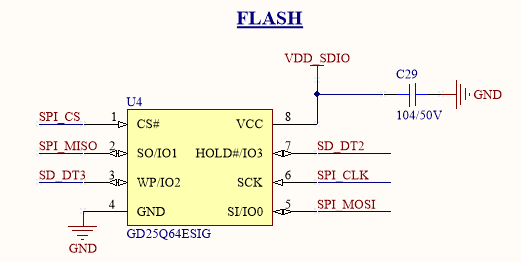 FLASH
VDD_SDIO
C29
GND
104/50V
U4
SPI_CS 1 CS# VCC 8
SPI_MISO 2 SO/IO1 HOLD#/IO3 7 SD_DT2
SD_DT3 3 WP/IO2 SCK 6 SPI_CLK
4 GND SI/IO0 5 SPI_MOSI
GND
GD25Q64ESIG